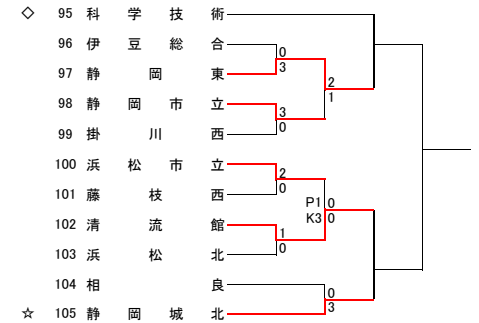 ◇ 95 科学技術
96 伊豆総合
0
3
97 静岡東
2
1
98 静岡市立
3
0
99 掛川西
100 浜松市立
2
0
101 藤枝西
P1 0
K3 0
102 清流館
1
0
103 浜松北
104 相良
0
3
☆ 105 静岡城北